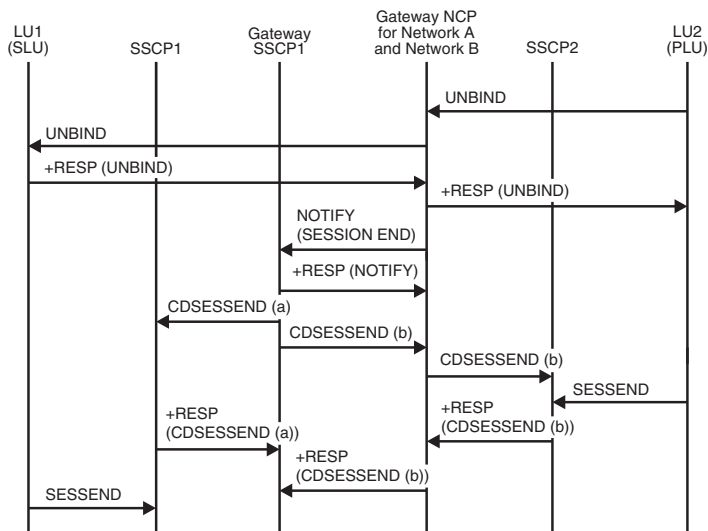 LU1
(SLU)
SSCP1
Gateway
SSCP1
Gateway NCP
for Network A
and Network B
SSCP2
LU2
(PLU)
UNBIND
UNBIND
+RESP (UNBIND)
+RESP (UNBIND)
NOTIFY
(SESSION END)
+RESP (NOTIFY)
CDSESSEND (a)
CDSESSEND (b)
CDSESSEND (b)
SESSEND
+RESP
(CDSESSEND (a))
+RESP
(CDSESSEND (b))
+RESP
(CDSESSEND (b))
SESSEND